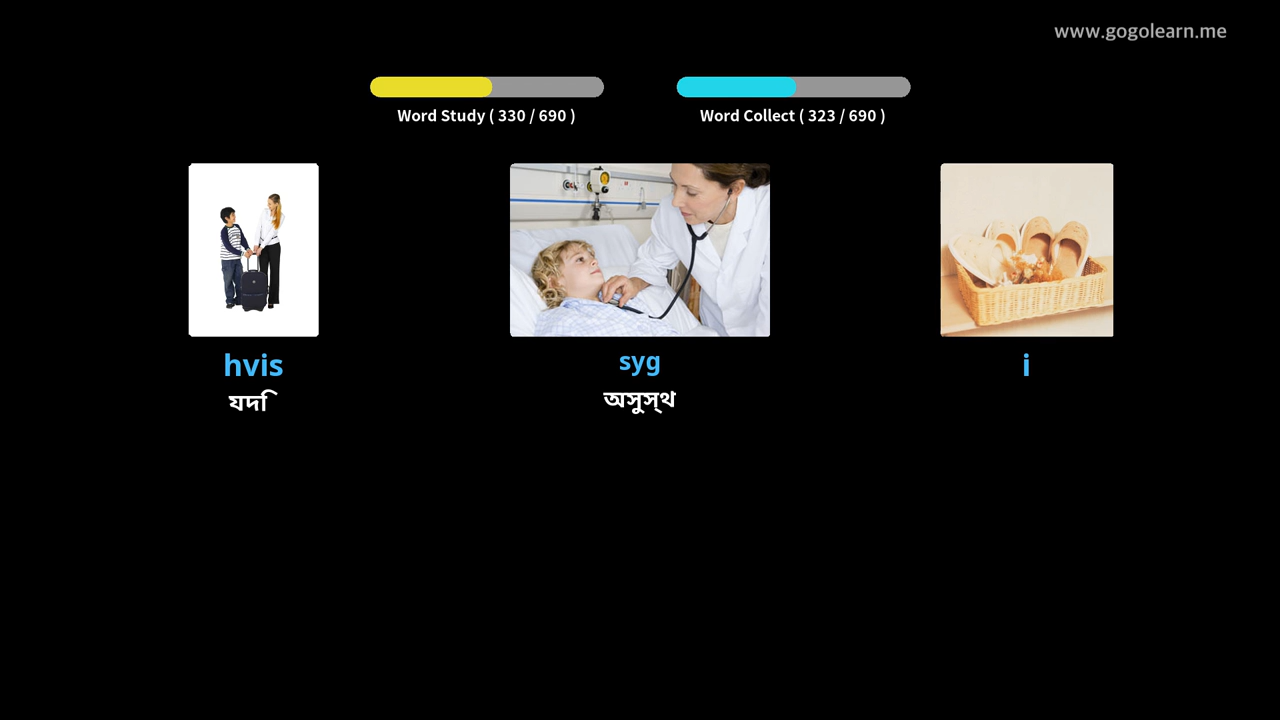 www.gogolearn.me
Word Study ( 330 / 690 )
Word Collect ( 323 / 690 )
hvis
যদি
syg
অসুস্থ
i